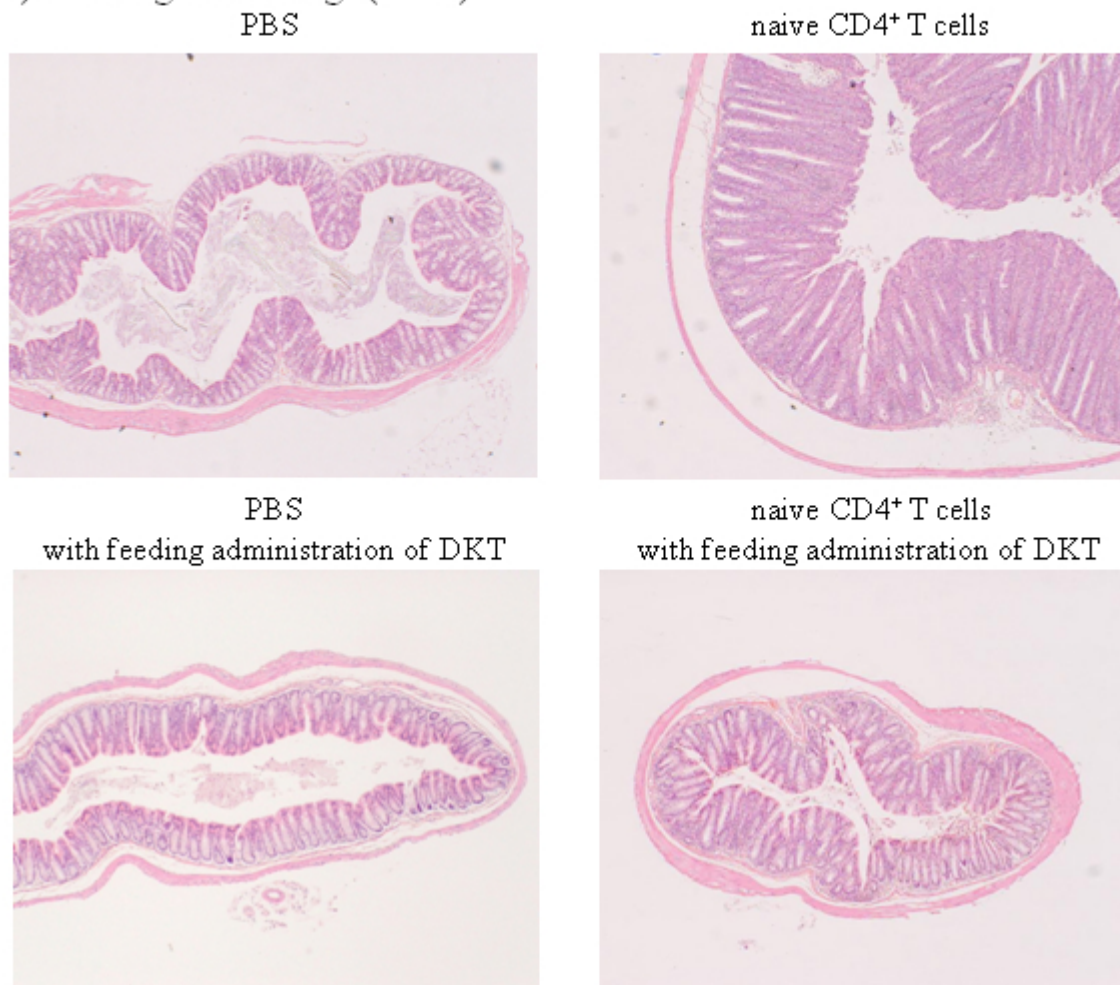 PBS
naive CD4⁺ T cells
PBS
with feeding administration of DKT
naive CD4⁺ T cells
with feeding administration of DKT